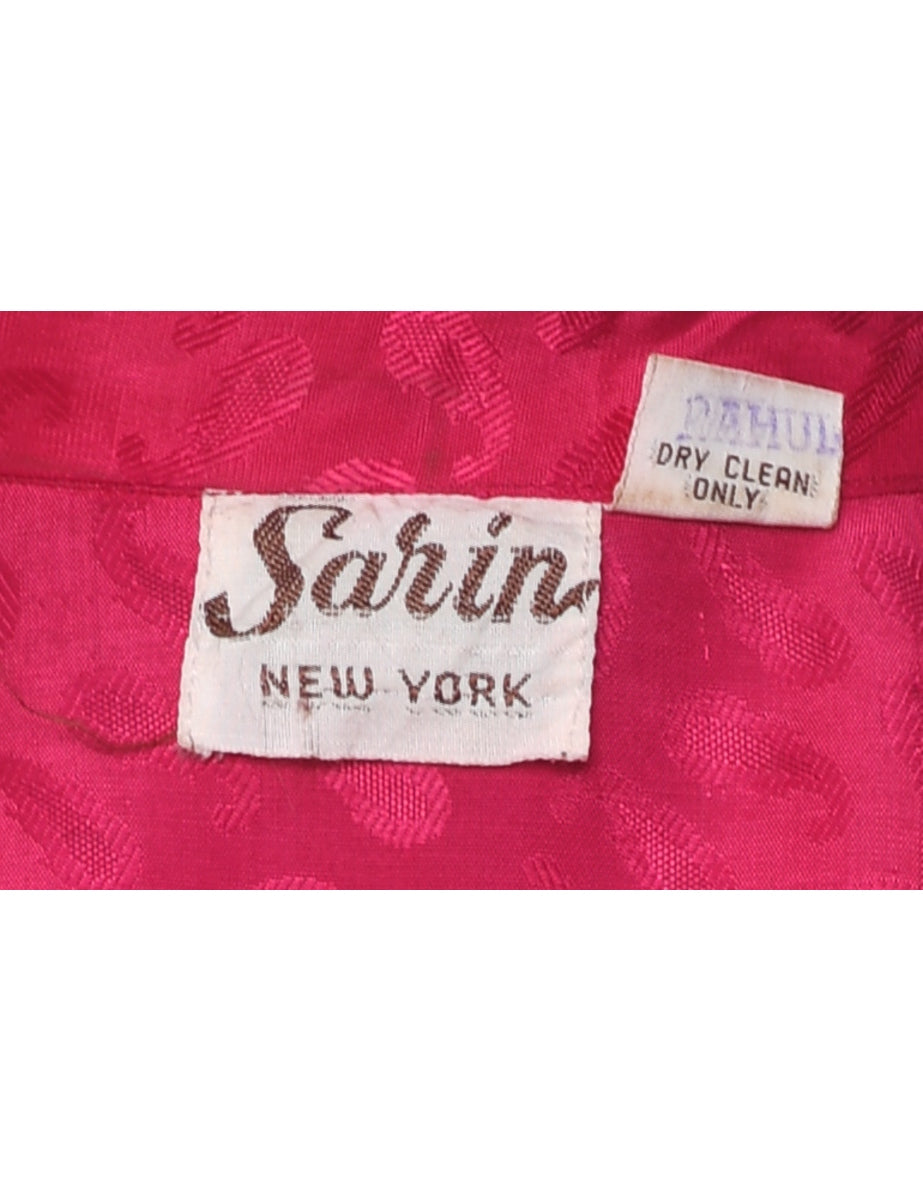 Sarin
NEW YORK
RAHUL
DRY CLEAN
ONLY